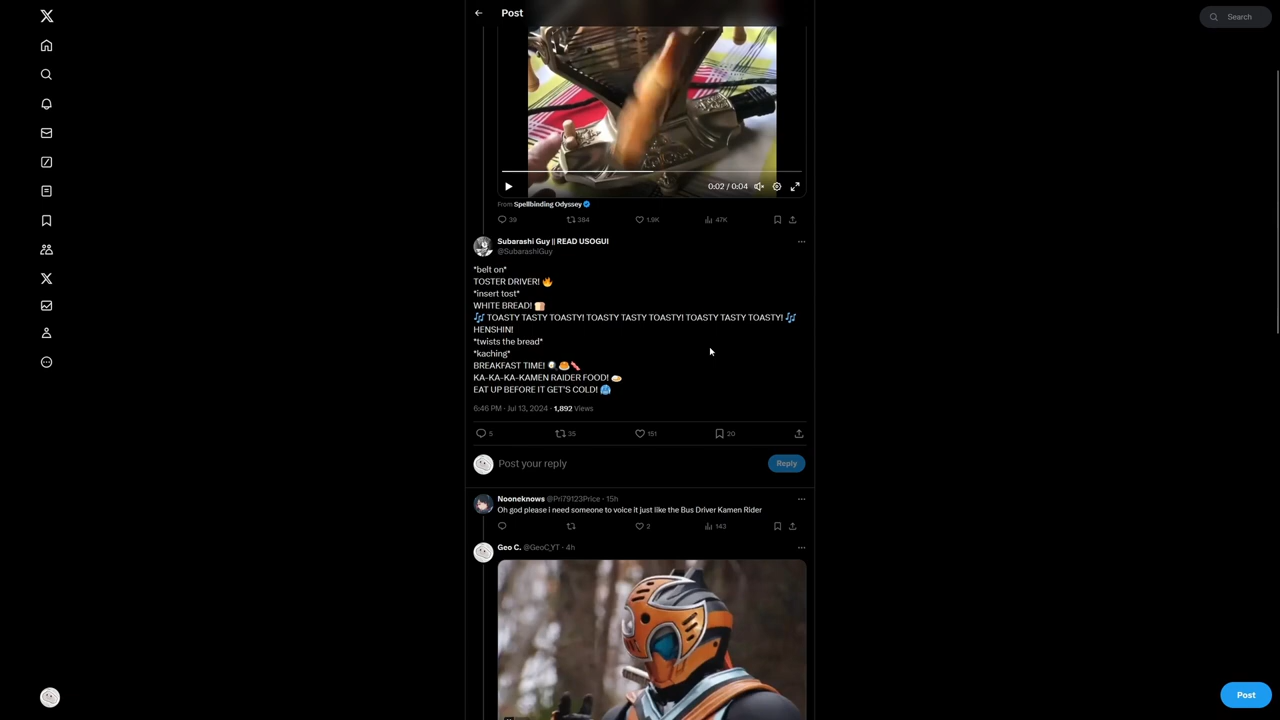 Post
Search
0:02 / 0:04
From Spellbinding Odyssey
39 384 1.9K 47K
Subarashi Guy || READ USOGUI
@SubarashiGuy
*belt on*
TOSTER DRIVER! 🔥
*insert tost*
WHITE BREAD! 🍞
🎶 TOASTY TASTY TOASTY! TOASTY TASTY TOASTY! TOASTY TASTY TOASTY! 🎶
HENSHIN!
*twists the bread*
*kaching*
BREAKFAST TIME! 🍳🥞🥓
KA-KA-KA-KAMEN RAIDER FOOD! 🍛
EAT UP BEFORE IT GET'S COLD! 🥶
6:46 PM · Jul 13, 2024 · 1,892 Views
5 35 151 20
Post your reply
Reply
Nooneknows @Pri79123Price · 15h
Oh god please i need someone to voice it just like the Bus Driver Kamen Rider
2 143
Geo C. @GeoC_YT · 4h
Post